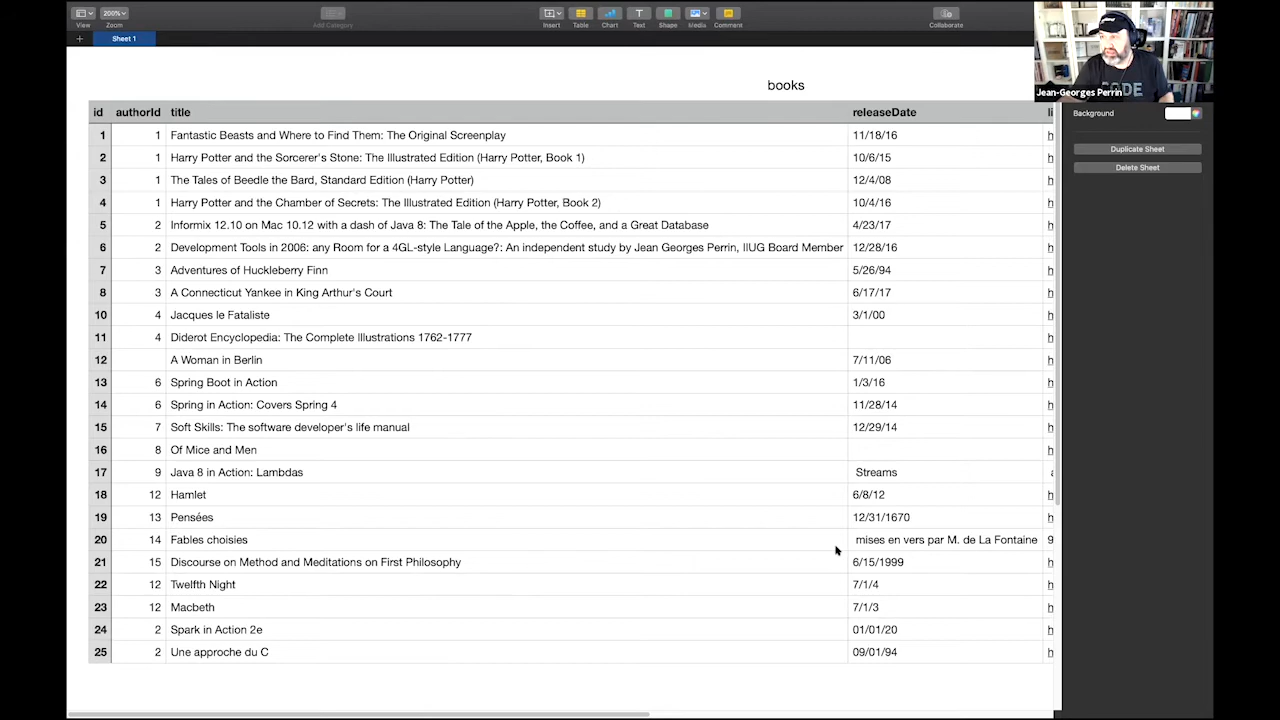 200%
View
Zoom
Add Category
Insert
Table
Chart
Text
Shape
Media
Comment
Collaborate
+ Sheet 1
Jean-Georges Perrin
CODE
Background
Duplicate Sheet
Delete Sheet
books
id authorId title releaseDate li
1 1 Fantastic Beasts and Where to Find Them: The Original Screenplay 11/18/16 h
2 1 Harry Potter and the Sorcerer's Stone: The Illustrated Edition (Harry Potter, Book 1) 10/6/15 h
3 1 The Tales of Beedle the Bard, Standard Edition (Harry Potter) 12/4/08 h
4 1 Harry Potter and the Chamber of Secrets: The Illustrated Edition (Harry Potter, Book 2) 10/4/16 h
5 2 Informix 12.10 on Mac 10.12 with a dash of Java 8: The Tale of the Apple, the Coffee, and a Great Database 4/23/17 h
6 2 Development Tools in 2006: any Room for a 4GL-style Language?: An independent study by Jean Georges Perrin, IIUG Board Member 12/28/16 h
7 3 Adventures of Huckleberry Finn 5/26/94 h
8 3 A Connecticut Yankee in King Arthur's Court 6/17/17 h
10 4 Jacques le Fataliste 3/1/00 h
11 4 Diderot Encyclopedia: The Complete Illustrations 1762-1777 h
12 A Woman in Berlin 7/11/06 h
13 6 Spring Boot in Action 1/3/16 h
14 6 Spring in Action: Covers Spring 4 11/28/14 h
15 7 Soft Skills: The software developer's life manual 12/29/14 h
16 8 Of Mice and Men h
17 9 Java 8 in Action: Lambdas Streams
18 12 Hamlet 6/8/12 h
19 13 Pensées 12/31/1670 h
20 14 Fables choisies mises en vers par M. de La Fontaine 9
21 15 Discourse on Method and Meditations on First Philosophy 6/15/1999 h
22 12 Twelfth Night 7/1/4 h
23 12 Macbeth 7/1/3 h
24 2 Spark in Action 2e 01/01/20 h
25 2 Une approche du C 09/01/94 h